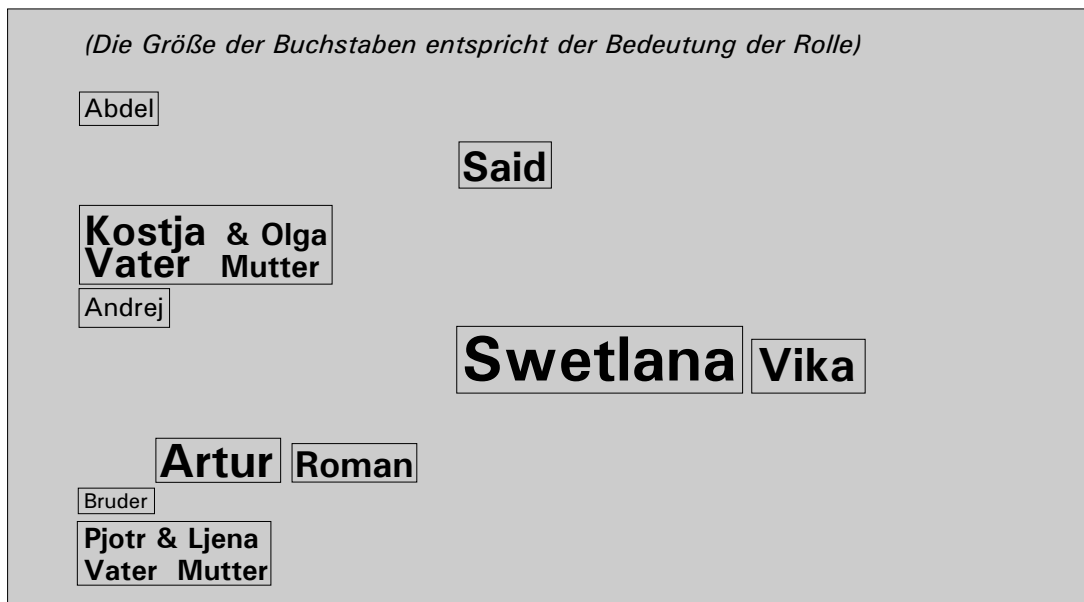 (Die Größe der Buchstaben entspricht der Bedeutung der Rolle)
Abdel
Said
Kostja & Olga
Vater Mutter
Andrej
Swetlana Vika
Artur Roman
Bruder
Pjotr & Ljena
Vater Mutter